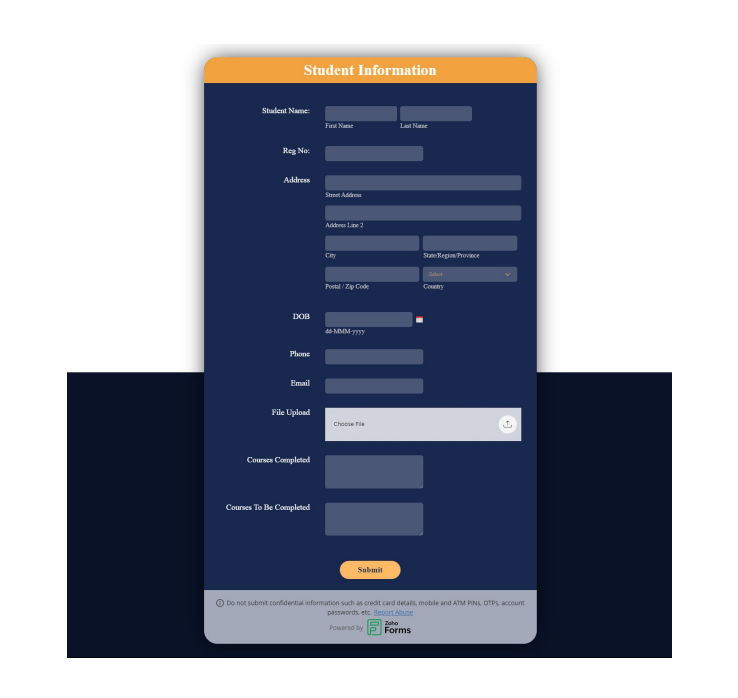 Student Information
Student Name:
First Name Last Name
Reg No:
Address
Street Address
Address Line 2
City State/Region/Province
-Select-
Postal / Zip Code Country
DOB
dd-MMM-yyyy
Phone
Email
File Upload
Choose File
Courses Completed
Courses To Be Completed
Submit
Do not submit confidential information such as credit card details, mobile and ATM PINs, OTPs, account
passwords, etc. Report Abuse
Powered by Zoho Forms